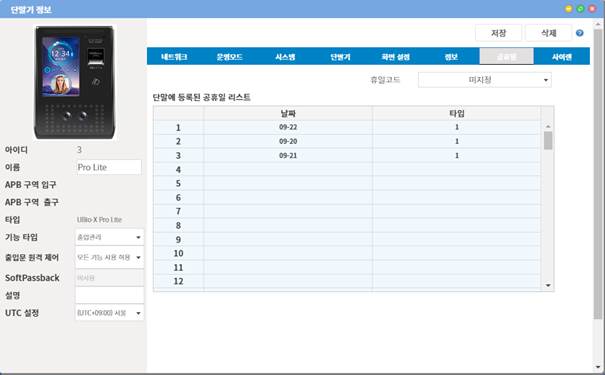 단말기 정보
저장
삭제
네트워크
운영모드
시스템
단말기
화면 설정
정보
공휴일
사이렌
휴일코드
미지정
단말에 등록된 공휴일 리스트
날짜
타입
1 09-22 1
2 09-20 1
3 09-21 1
4
5
6
7
8
9
10
11
12
12:34
아이디 3
이름 Pro Lite
APB 구역 입구
APB 구역 출구
타입 UBio-X Pro Lite
기능 타입 출입관리
출입문 원격 제어 모든 기능 사용 허용
SoftPassback 미사용
설명
UTC 설정 (UTC+09:00) 서울